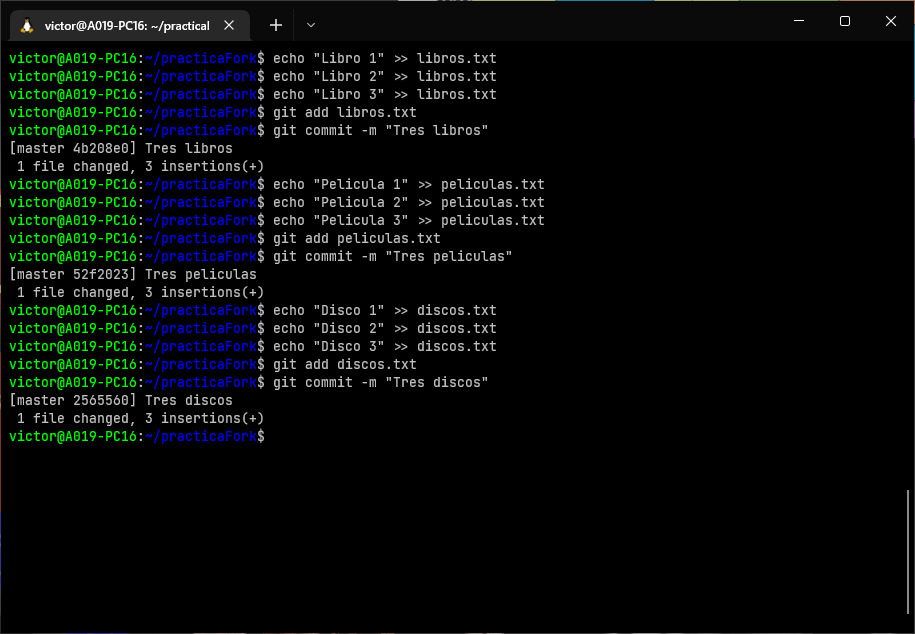 victor@A019-PC16: ~/practical
victor@A019-PC16:~/practicaFork$ echo "Libro 1" >> libros.txt
victor@A019-PC16:~/practicaFork$ echo "Libro 2" >> libros.txt
victor@A019-PC16:~/practicaFork$ echo "Libro 3" >> libros.txt
victor@A019-PC16:~/practicaFork$ git add libros.txt
victor@A019-PC16:~/practicaFork$ git commit -m "Tres libros"
[master 4b208e0] Tres libros
 1 file changed, 3 insertions(+)
victor@A019-PC16:~/practicaFork$ echo "Pelicula 1" >> peliculas.txt
victor@A019-PC16:~/practicaFork$ echo "Pelicula 2" >> peliculas.txt
victor@A019-PC16:~/practicaFork$ echo "Pelicula 3" >> peliculas.txt
victor@A019-PC16:~/practicaFork$ git add peliculas.txt
victor@A019-PC16:~/practicaFork$ git commit -m "Tres peliculas"
[master 52f2023] Tres peliculas
 1 file changed, 3 insertions(+)
victor@A019-PC16:~/practicaFork$ echo "Disco 1" >> discos.txt
victor@A019-PC16:~/practicaFork$ echo "Disco 2" >> discos.txt
victor@A019-PC16:~/practicaFork$ echo "Disco 3" >> discos.txt
victor@A019-PC16:~/practicaFork$ git add discos.txt
victor@A019-PC16:~/practicaFork$ git commit -m "Tres discos"
[master 2565560] Tres discos
 1 file changed, 3 insertions(+)
victor@A019-PC16:~/practicaFork$